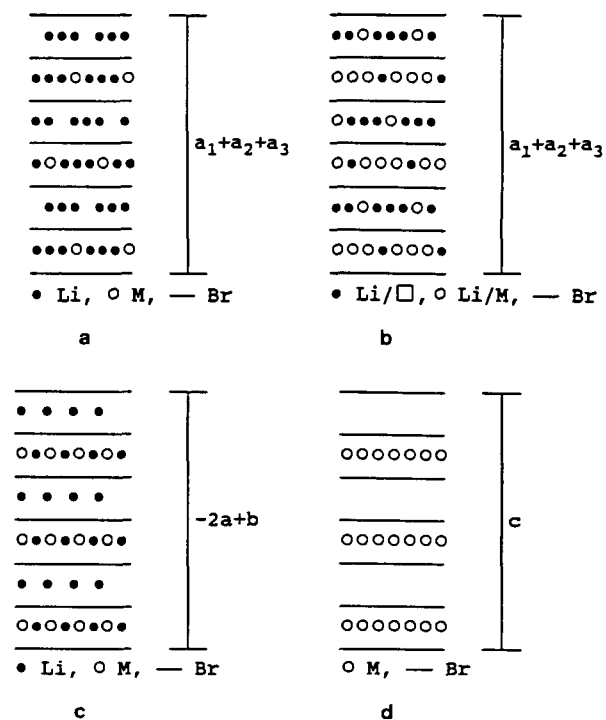 a₁+a₂+a₃
a₁+a₂+a₃
● Li, ○ M, — Br
● Li/□, ○ Li/M, — Br
a
b
-2a+b
c
● Li, ○ M, — Br
○ M, — Br
c
d